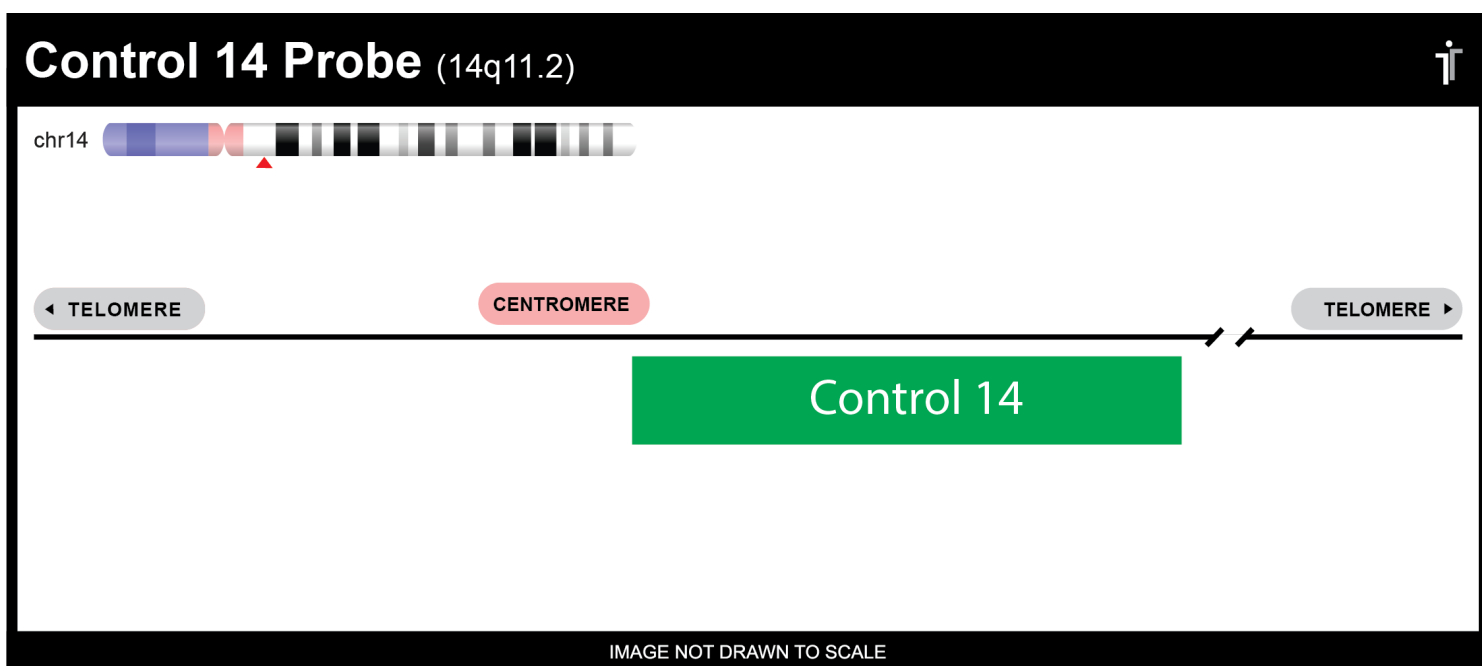 Control 14 Probe (14q11.2)
chr14
TELOMERE
CENTROMERE
TELOMERE
Control 14
IMAGE NOT DRAWN TO SCALE